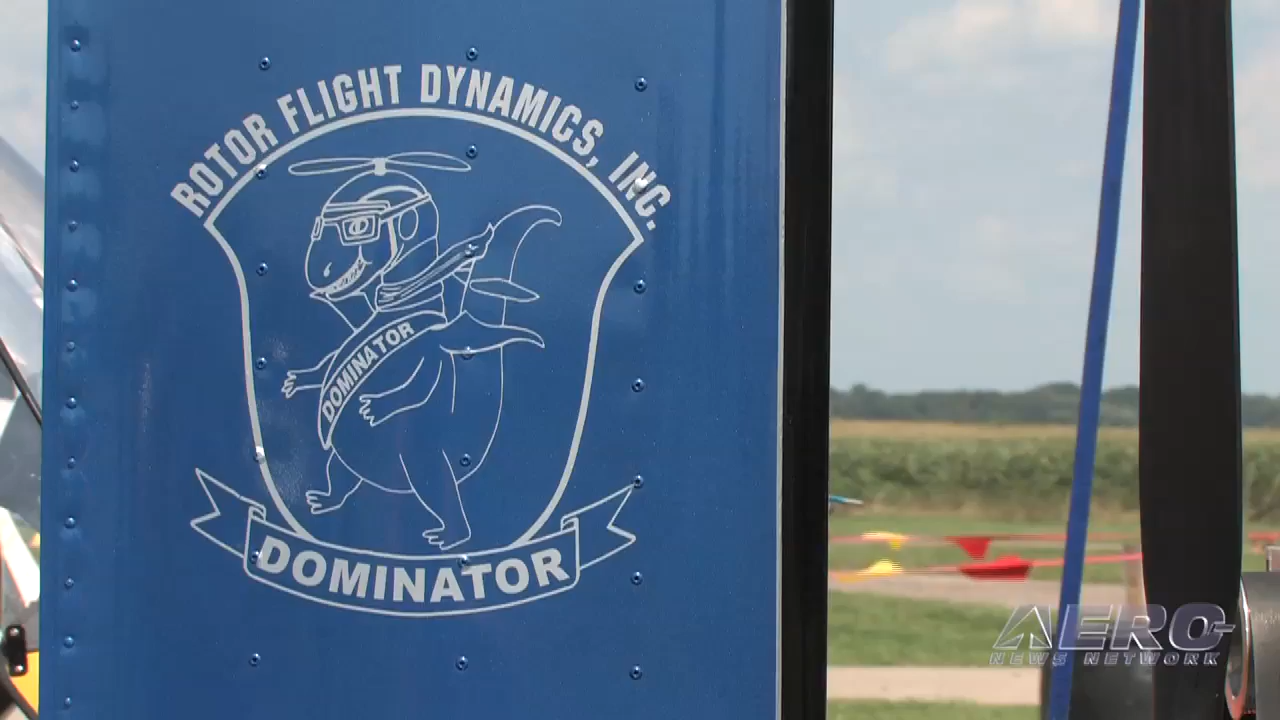 ROTOR FLIGHT DYNAMICS, INC.
DOMINATOR
DOMINATOR
AERO
NEWS NETWORK